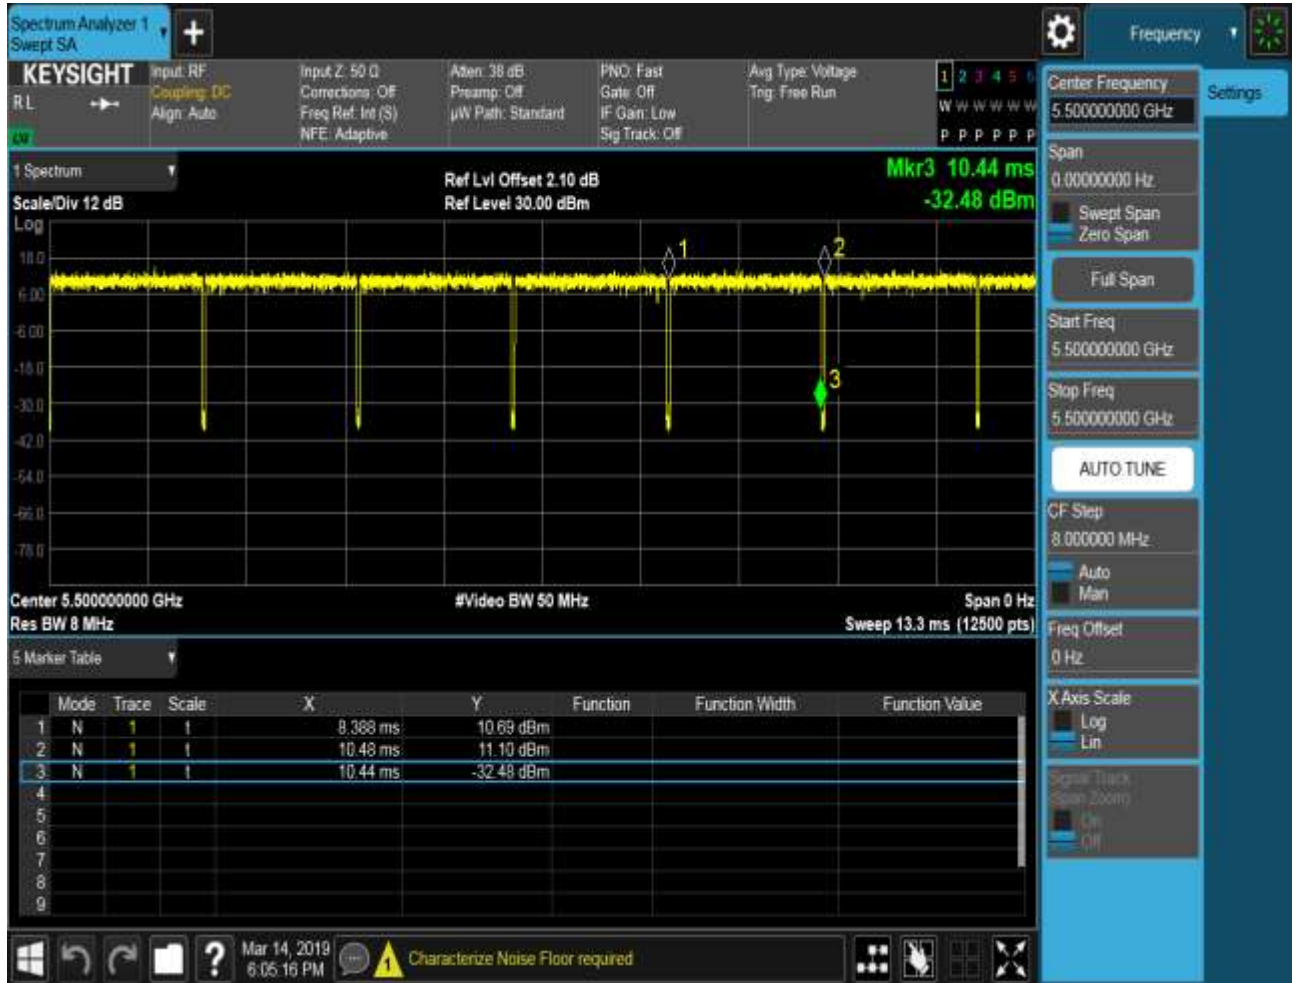 Spectrum Analyzer 1
Swept SA
Frequency
KEYSIGHT
Input: RF
Input Z: 50 Ω
Atten: 38 dB
PNO: Fast
Avg Type: Voltage
1 2 3 4 5 6
RL
Coupling: DC
Corrections: Off
Preamp: Off
Gate: Off
Trig: Free Run
Align: Auto
Freq Ref: Int (S)
µW Path: Standard
IF Gain: Low
W W W W W W
NFE: Adaptive
Sig Track: Off
P P P P P P
Center Frequency
5.500000000 GHz
Settings
Span
0.00000000 Hz
Swept Span
Zero Span
Full Span
Start Freq
5.500000000 GHz
Stop Freq
5.500000000 GHz
AUTO TUNE
CF Step
8.000000 MHz
Auto
Man
Freq Offset
0 Hz
X Axis Scale
Log
Lin
Signal Track
(Span Zoom)
On
Off
1 Spectrum
Ref Lvl Offset 2.10 dB
Mkr3 10.44 ms
Scale/Div 12 dB
Ref Level 30.00 dBm
-32.48 dBm
Log
18.0
6.00
-6.00
-18.0
-30.0
-42.0
-54.0
-66.0
-78.0
1
2
3
Center 5.500000000 GHz
#Video BW 50 MHz
Span 0 Hz
Res BW 8 MHz
Sweep 13.3 ms (12500 pts)
5 Marker Table
Mode Trace Scale X Y Function Function Width Function Value
1 N 1 t 8.388 ms 10.69 dBm
2 N 1 t 10.48 ms 11.10 dBm
3 N 1 t 10.44 ms -32.48 dBm
4
5
6
7
8
9
?
Mar 14, 2019
6:05:16 PM
1
Characterize Noise Floor required